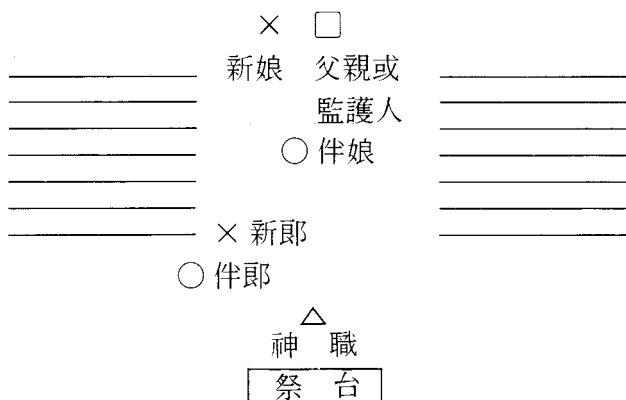 × □
新娘 父親或
監護人
○ 伴娘
× 新郎
○ 伴郎
△
神 職
祭 台